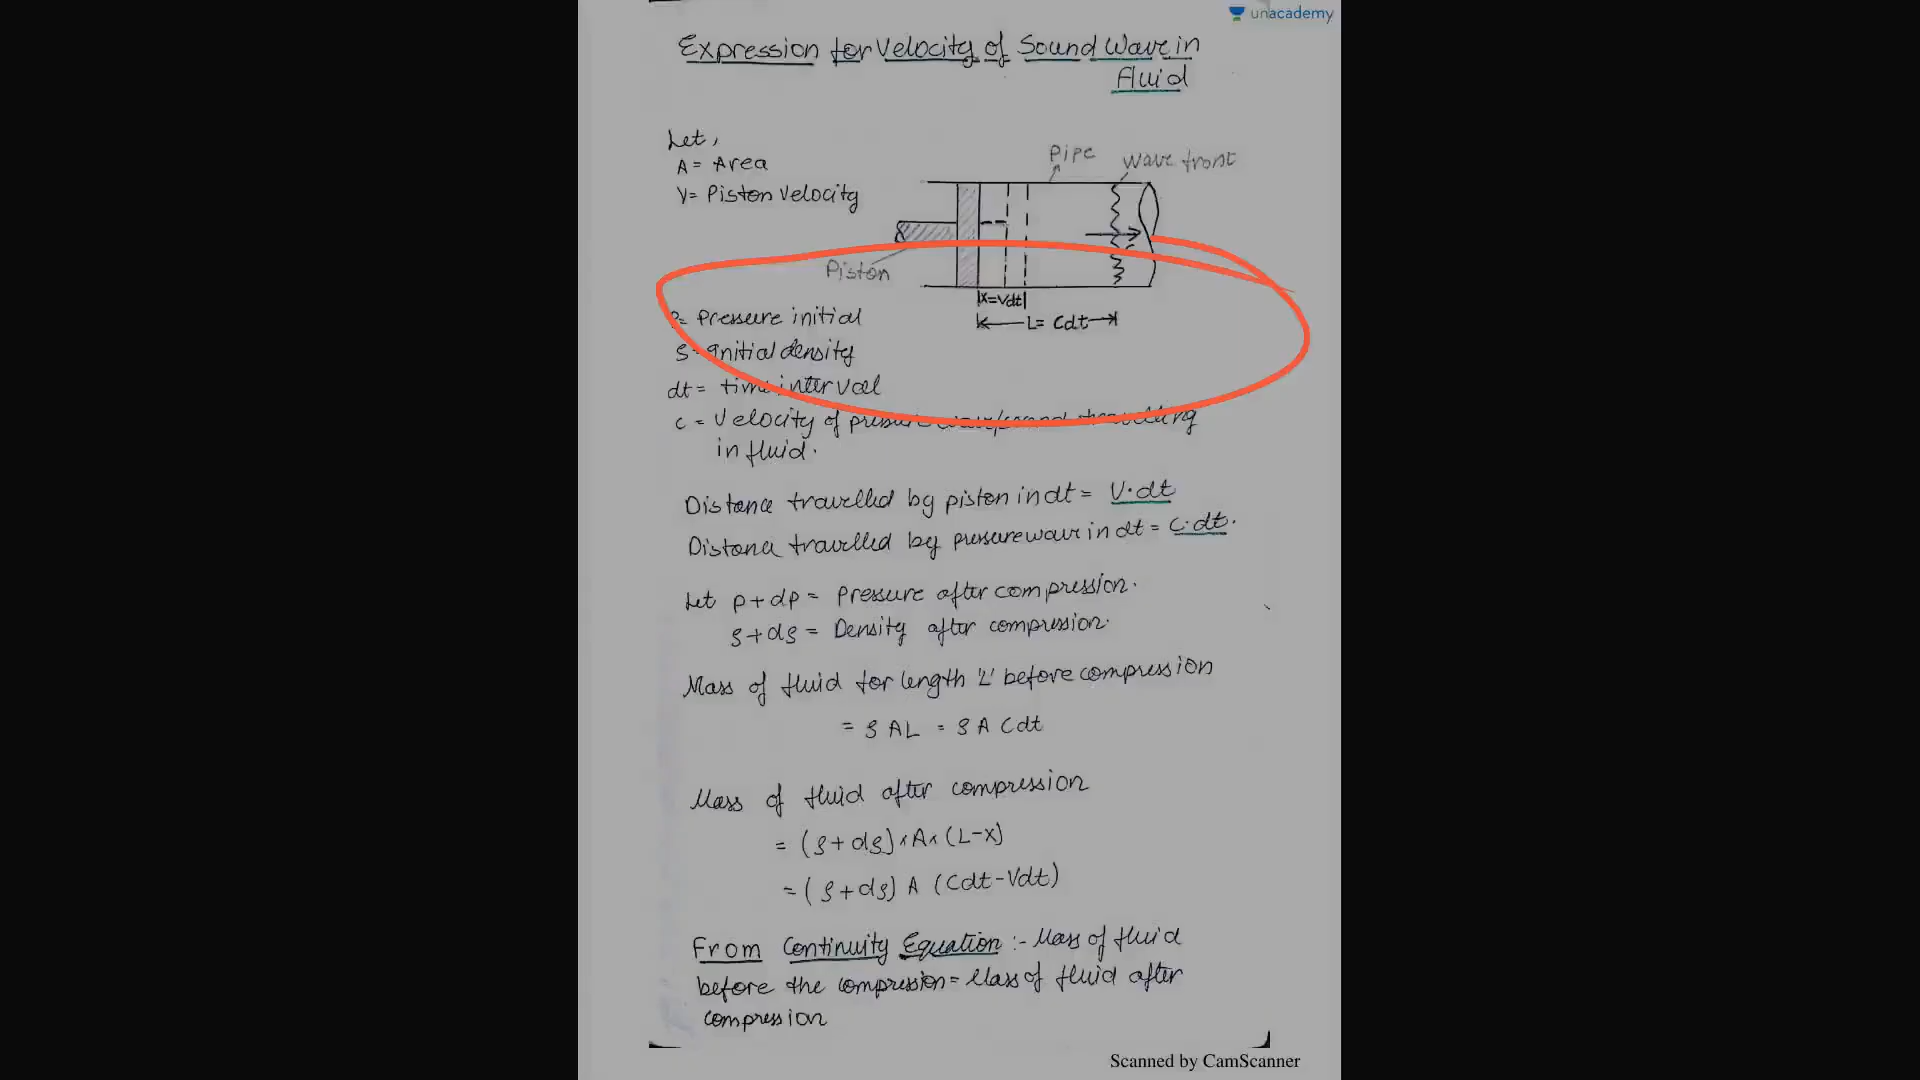 unacademy
Expression for Velocity of Sound Wave in
Fluid
Let,
A = Area
V= Piston Velocity
Pipe
Wave front
Piston
X=Vdt
L= Cdt
P= Pressure initial
ρ= Initial density
dt = time interval
C = Velocity of pressure wave/sound travelling
in fluid.
Distance travelled by piston in dt = V·dt
Distance travelled by pressure wave in dt = C·dt.
Let P+dp = Pressure after compression.
ρ+dρ = Density after compression.
Mass of fluid for length 'L' before compression
= ρ AL = ρ A Cdt
Mass of fluid after compression
= (ρ+dρ)×A×(L-x)
= (ρ+dρ) A (Cdt-Vdt)
From Continuity Equation :- Mass of fluid
before the compression = Mass of fluid after
compression
Scanned by CamScanner